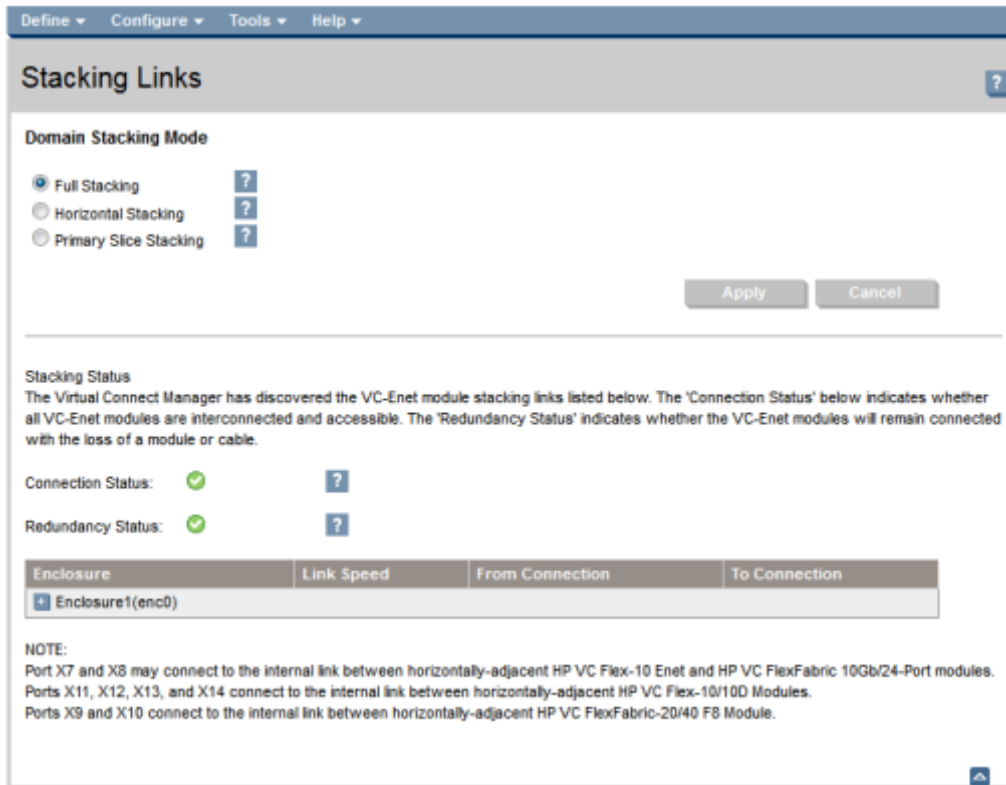 Define Configure Tools Help
Stacking Links
?
Domain Stacking Mode
Full Stacking ?
Horizontal Stacking ?
Primary Slice Stacking ?
Apply Cancel
Stacking Status
The Virtual Connect Manager has discovered the VC-Enet module stacking links listed below. The 'Connection Status' below indicates whether
all VC-Enet modules are interconnected and accessible. The 'Redundancy Status' indicates whether the VC-Enet modules will remain connected
with the loss of a module or cable.
Connection Status: ?
Redundancy Status: ?
Enclosure Link Speed From Connection To Connection
Enclosure1(enc0)
NOTE:
Port X7 and X8 may connect to the internal link between horizontally-adjacent HP VC Flex-10 Enet and HP VC FlexFabric 10Gb/24-Port modules.
Ports X11, X12, X13, and X14 connect to the internal link between horizontally-adjacent HP VC Flex-10/10D Modules.
Ports X9 and X10 connect to the internal link between horizontally-adjacent HP VC FlexFabric-20/40 F8 Module.